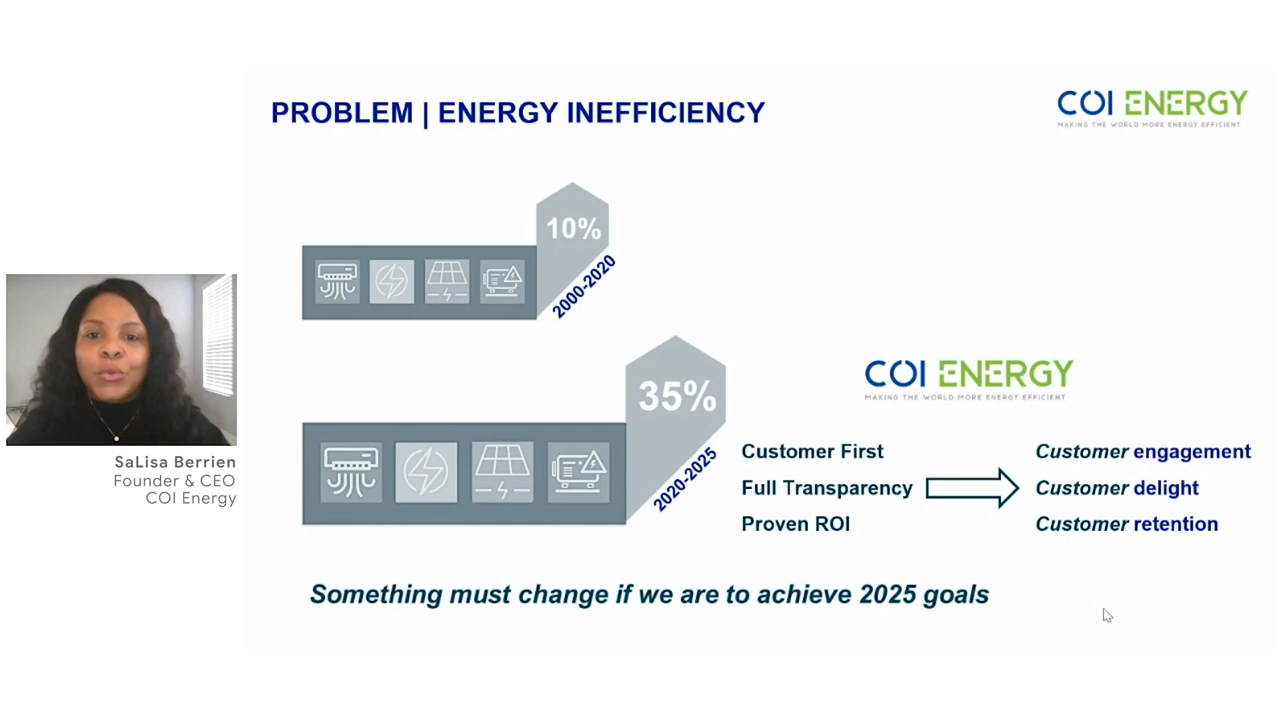 PROBLEM | ENERGY INEFFICIENCY
COI ENERGY
MAKING THE WORLD MORE ENERGY EFFICIENT
10%
2000-2020
35%
2020-2025
COI ENERGY
MAKING THE WORLD MORE ENERGY EFFICIENT
Customer First
Full Transparency
Proven ROI
Customer engagement
Customer delight
Customer retention
SaLisa Berrien
Founder & CEO
COI Energy
Something must change if we are to achieve 2025 goals